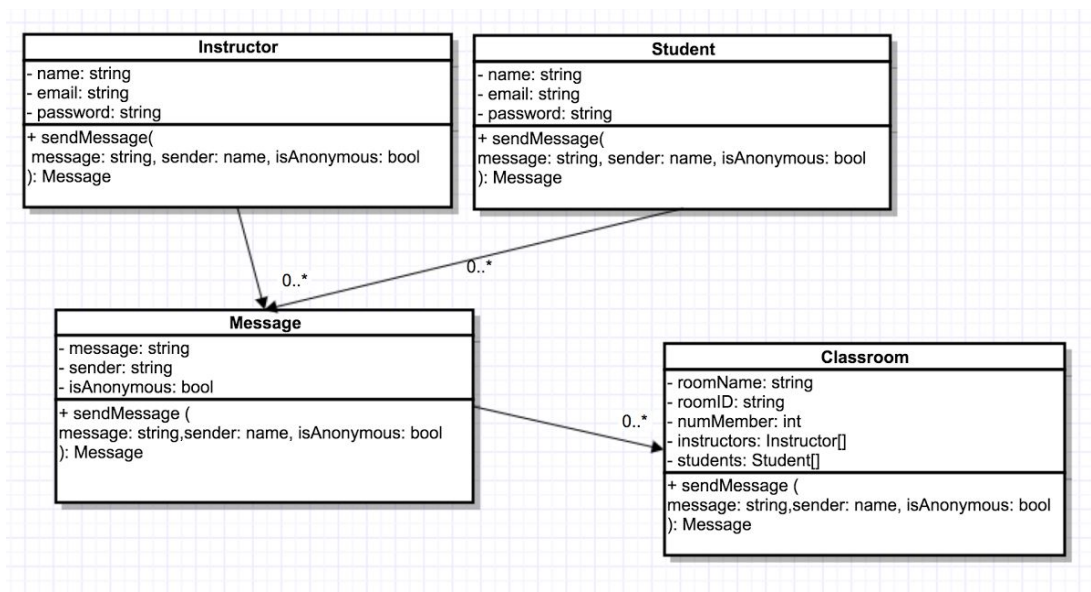 Instructor
- name: string
- email: string
- password: string
+ sendMessage(
message: string, sender: name, isAnonymous: bool
): Message
Student
- name: string
- email: string
- password: string
+ sendMessage(
message: string, sender: name, isAnonymous: bool
): Message
0..*
0..*
Message
- message: string
- sender: string
- isAnonymous: bool
+ sendMessage (
message: string,sender: name, isAnonymous: bool
): Message
0..*
Classroom
- roomName: string
- roomID: string
- numMember: int
- instructors: Instructor[]
- students: Student[]
+ sendMessage (
message: string,sender: name, isAnonymous: bool
): Message